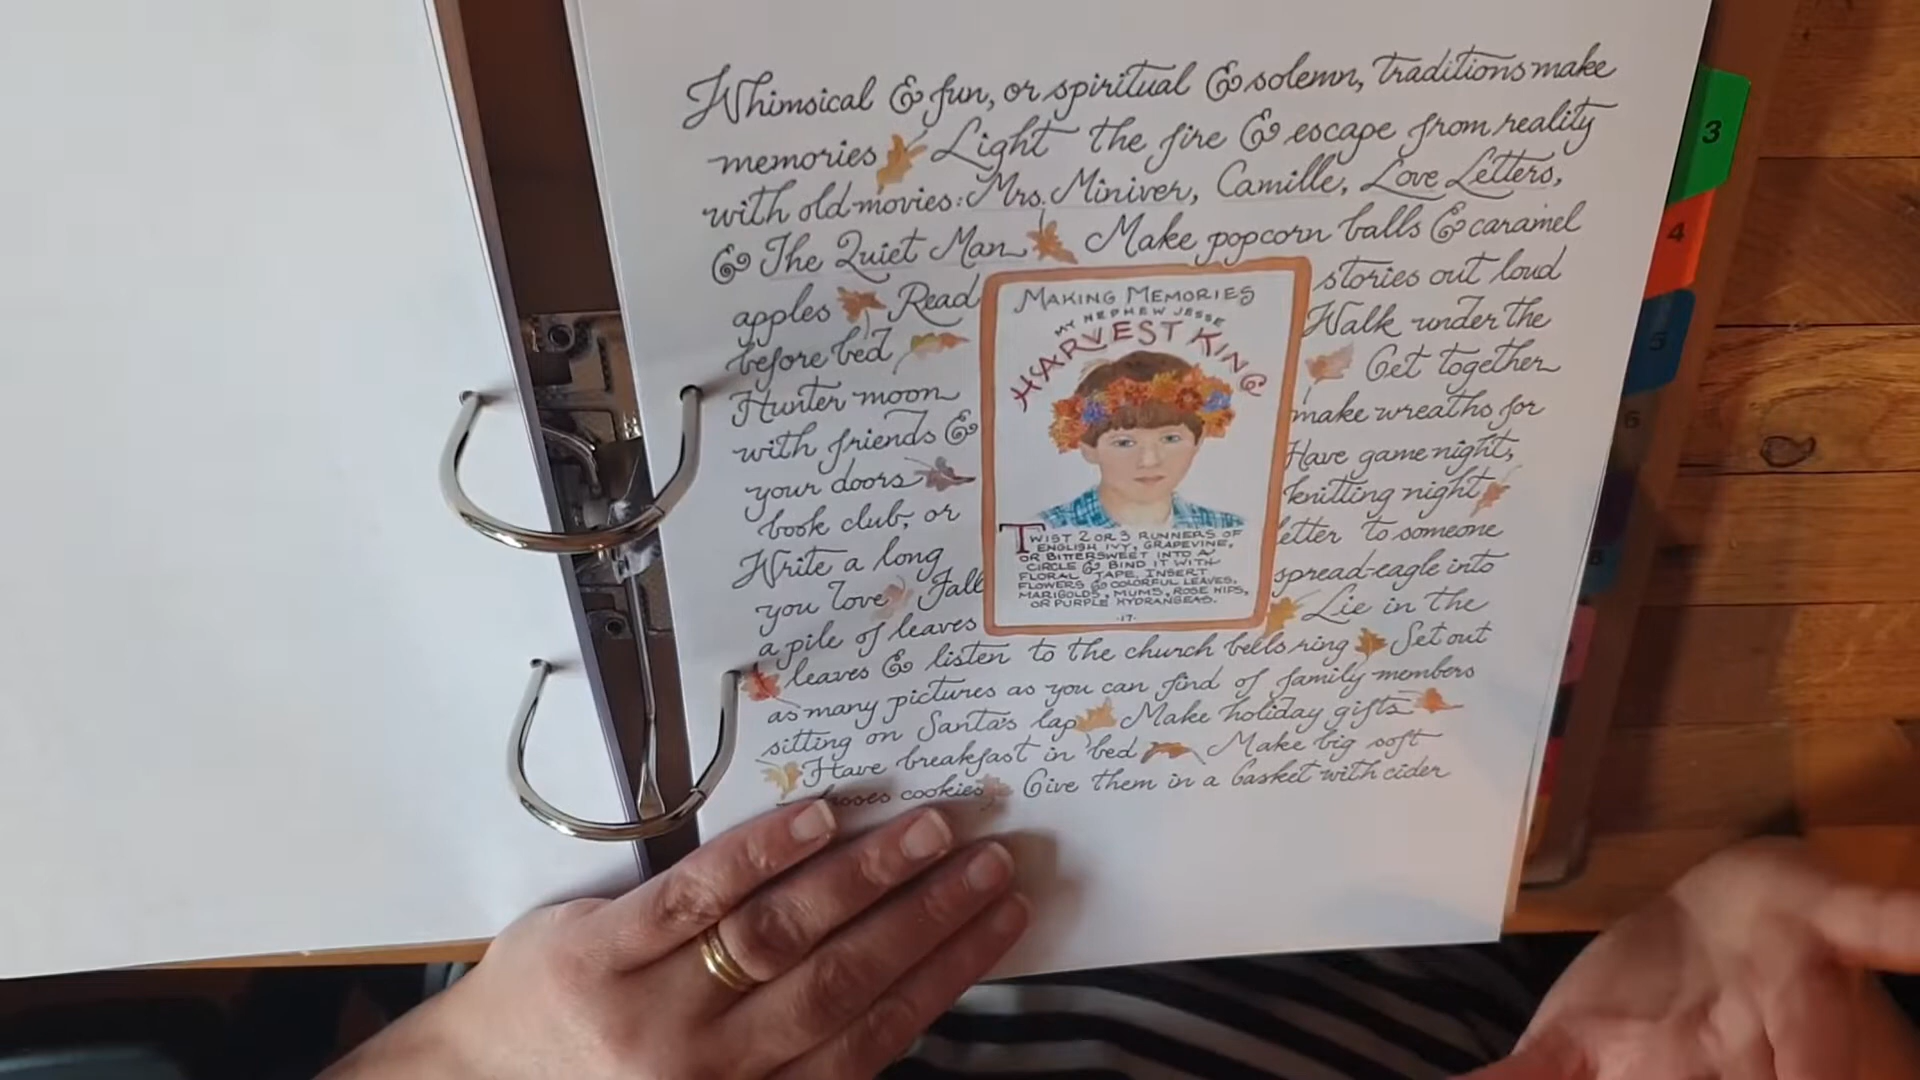 Whimsical & fun, or spiritual & solemn, traditions make
memories Light the fire & escape from reality
with old movies: Mrs. Miniver, Camille, Love Letters,
& The Quiet Man Make popcorn balls & caramel
apples Read stories out loud
before bed Walk under the
Hunter moon Get together
with friends & make wreaths for
your doors Have game night,
book club, or knitting night
Write a long letter to someone
you love Fall spread-eagle into
a pile of leaves Lie in the
leaves & listen to the church bells ring Set out
as many pictures as you can find of family members
sitting on Santa's lap Make holiday gifts
Have breakfast in bed Make big soft
cookies Give them in a basket with cider
MAKING MEMORIES
MY NEPHEW JESSE
HARVEST KING
TWIST 2 OR 3 RUNNERS OF
ENGLISH IVY, GRAPEVINE,
OR BITTERSWEET INTO A
CIRCLE & BIND IT WITH
FLORAL TAPE. INSERT
FLOWERS & COLORFUL LEAVES,
MARIGOLDS, MUMS, ROSE HIPS,
OR PURPLE HYDRANGEAS.
·17·
3
4
5
6
8